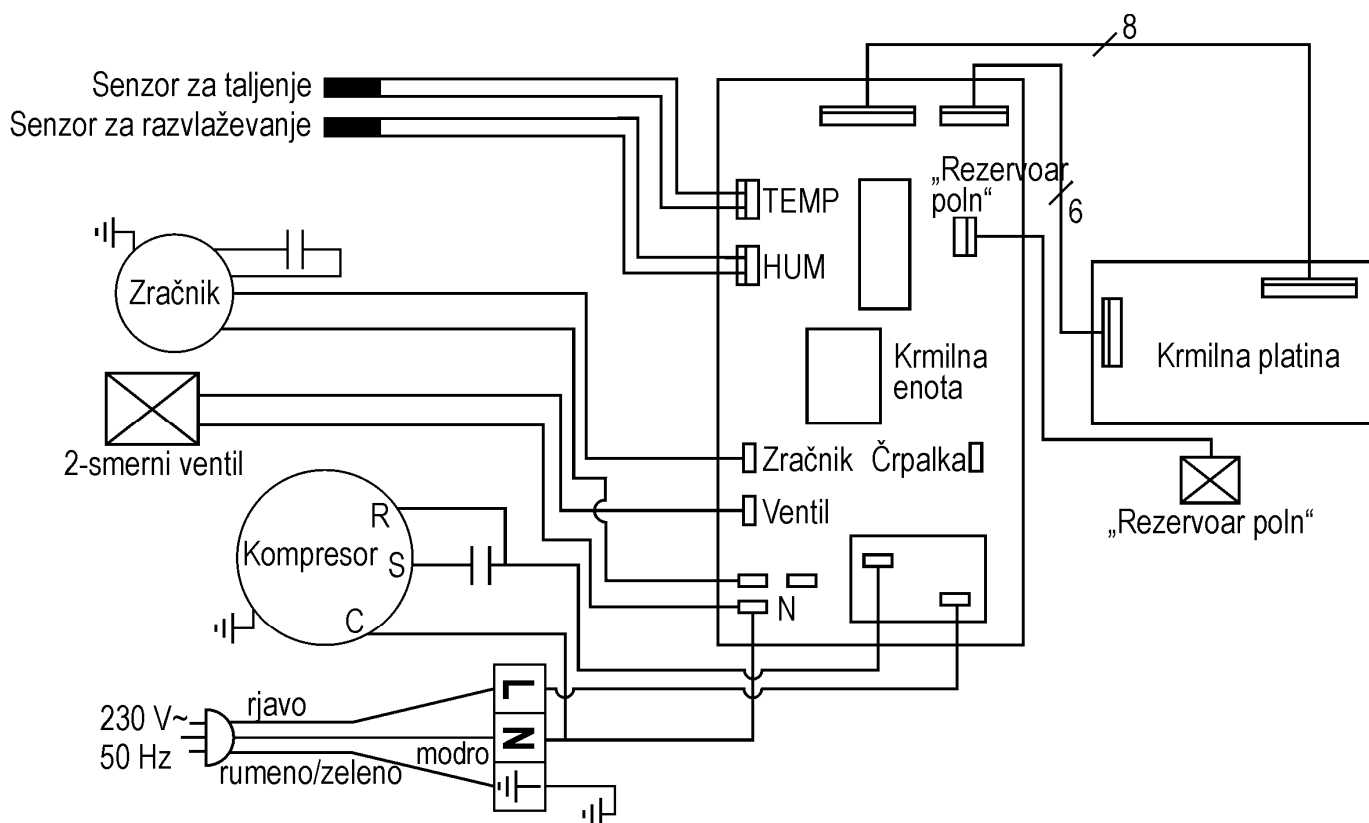 8
Senzor za taljenje
Senzor za razvlaževanje
„Rezervoar
poln“
TEMP
6
HUM
Zračnik
Krmilna
enota
Krmilna platina
2-smerni ventil
Zračnik
Črpalka
Ventil
„Rezervoar poln“
R
Kompresor
S
C
N
L
rjavo
230 V~
50 Hz
N
modro
rumeno/zeleno